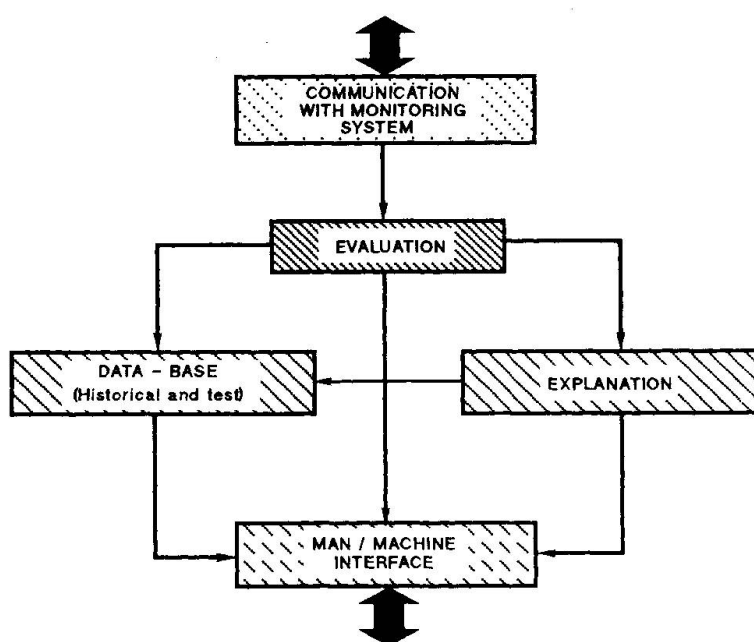 COMMUNICATION
WITH MONITORING
SYSTEM
EVALUATION
DATA - BASE
(Historical and test)
EXPLANATION
MAN / MACHINE
INTERFACE